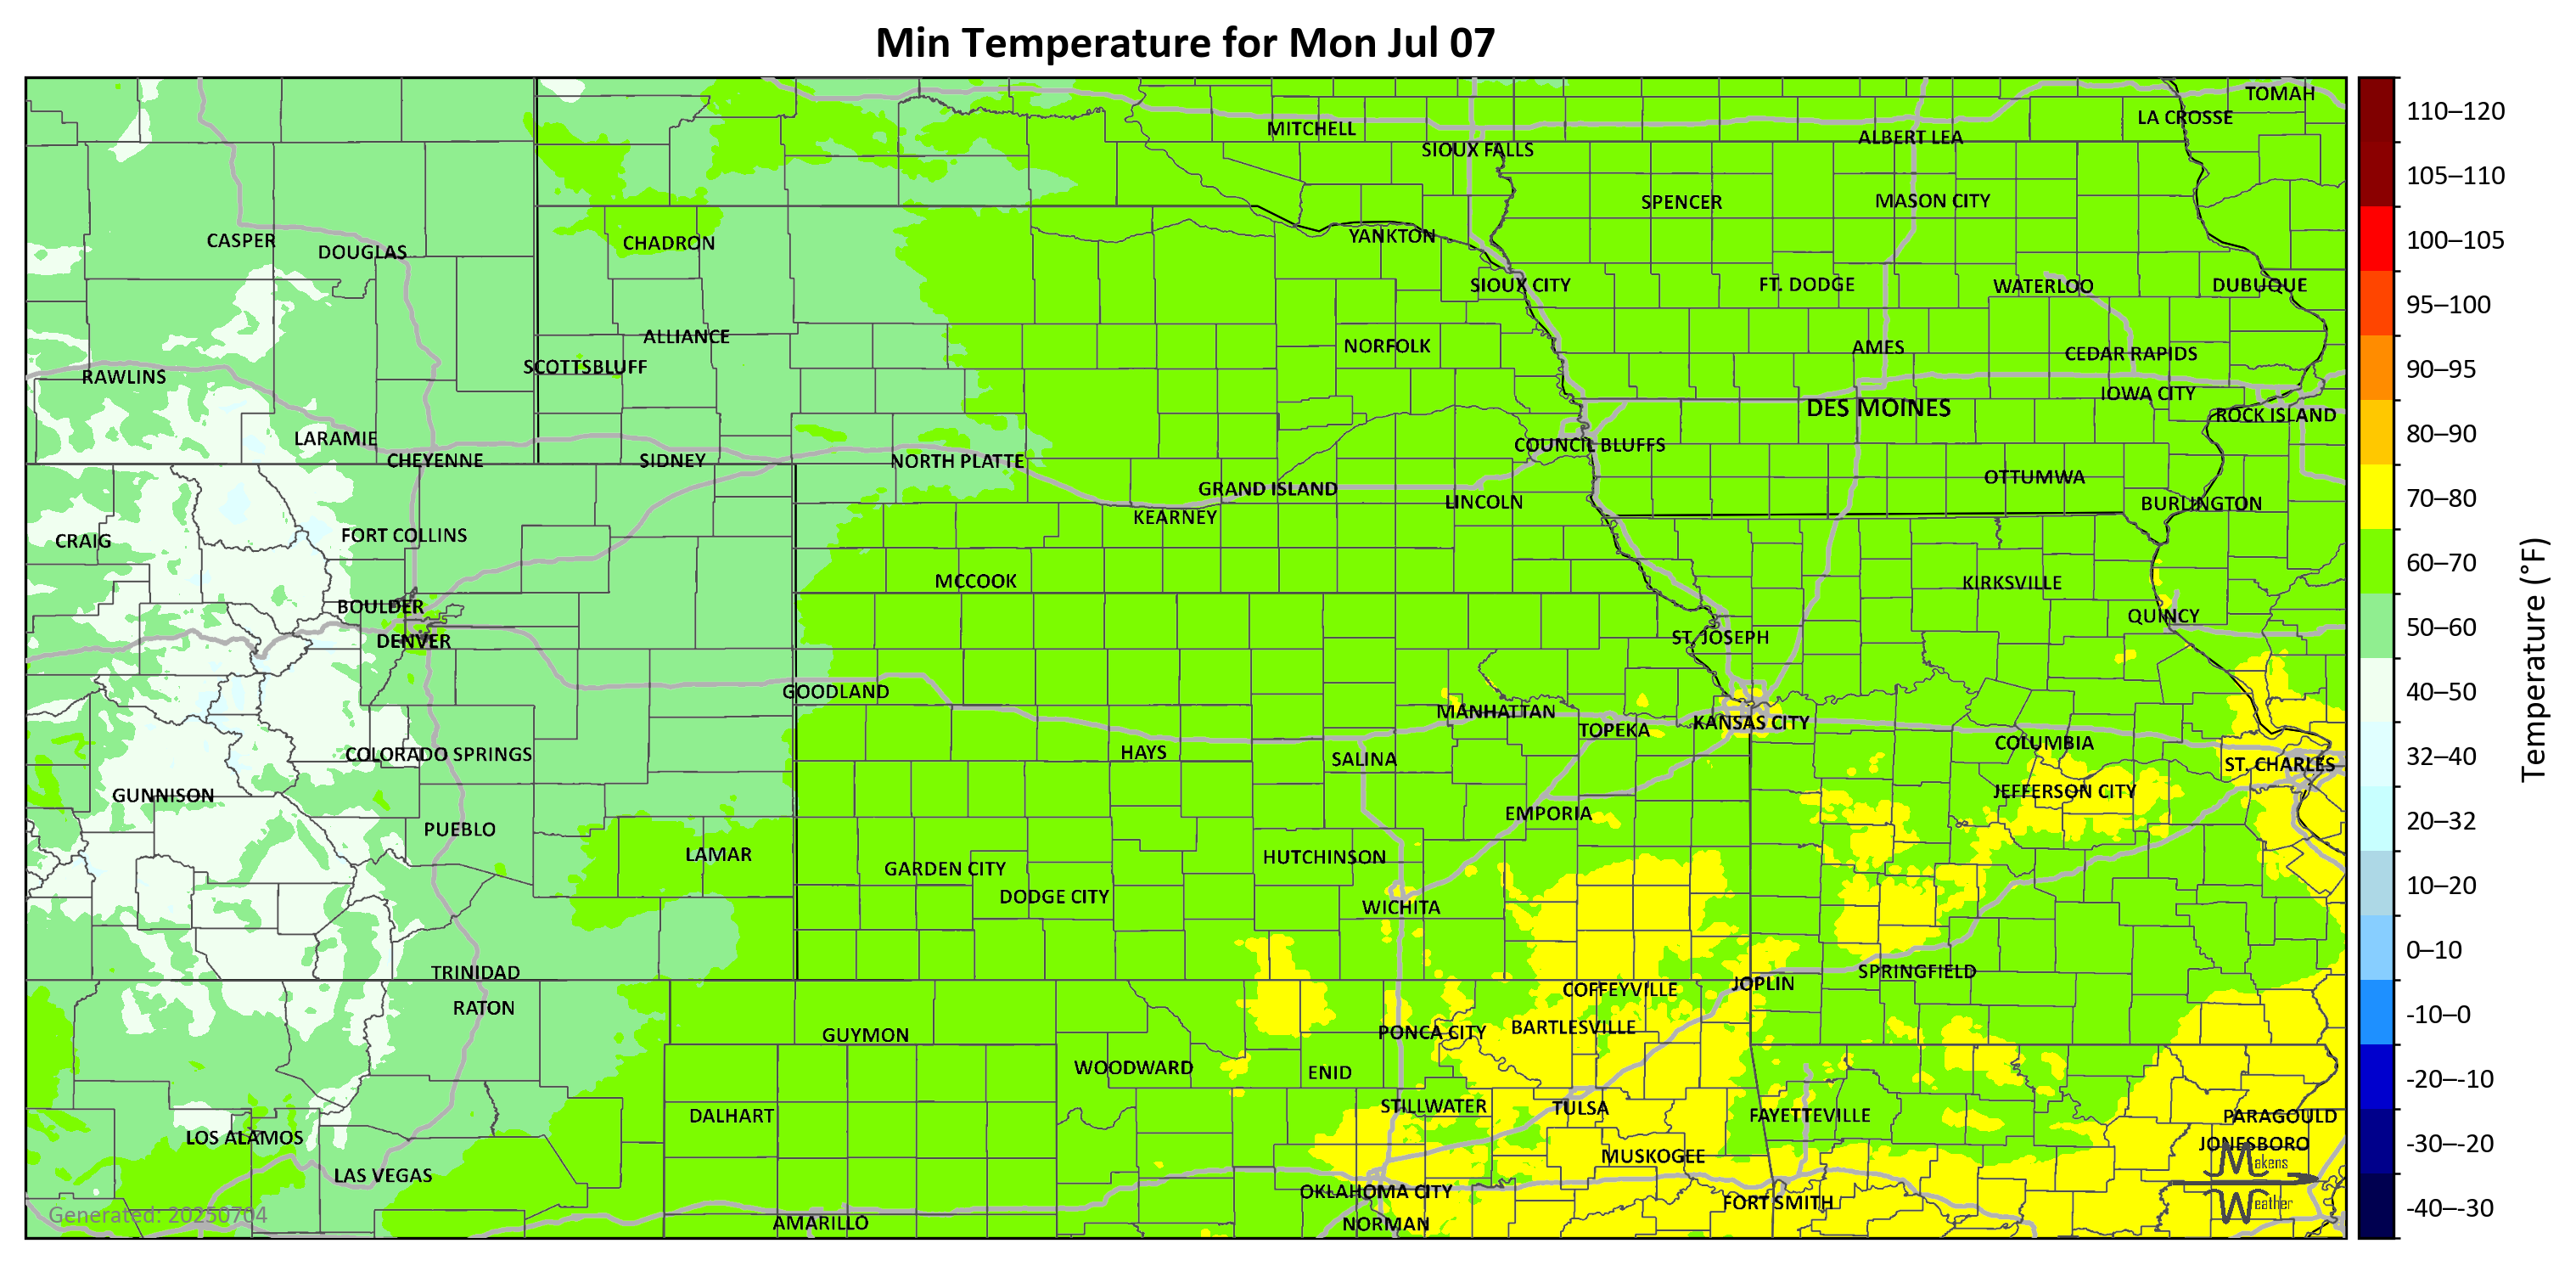 Min Temperature for Mon Jul 07
TOMAH
LA CROSSE
MITCHELL
ALBERT LEA
SIOUX FALLS
SPENCER
MASON CITY
CASPER
DOUGLAS
CHADRON
YANKTON
SIOUX CITY
FT. DODGE
WATERLOO
DUBUQUE
ALLIANCE
NORFOLK
AMES
CEDAR RAPIDS
SCOTTSBLUFF
RAWLINS
IOWA CITY
DES MOINES
ROCK ISLAND
LARAMIE
COUNCIL BLUFFS
CHEYENNE
SIDNEY
NORTH PLATTE
OTTUMWA
GRAND ISLAND
LINCOLN
BURLINGTON
KEARNEY
CRAIG
FORT COLLINS
MCCOOK
KIRKSVILLE
BOULDER
QUINCY
DENVER
ST. JOSEPH
GOODLAND
MANHATTAN
TOPEKA
KANSAS CITY
COLUMBIA
COLORADO SPRINGS
HAYS
SALINA
ST. CHARLES
GUNNISON
JEFFERSON CITY
EMPORIA
PUEBLO
LAMAR
HUTCHINSON
GARDEN CITY
DODGE CITY
WICHITA
TRINIDAD
SPRINGFIELD
JOPLIN
COFFEYVILLE
RATON
GUYMON
PONCA CITY
BARTLESVILLE
WOODWARD
ENID
STILLWATER
TULSA
DALHART
FAYETTEVILLE
PARAGOULD
LOS ALAMOS
JONESBORO
MUSKOGEE
LAS VEGAS
OKLAHOMA CITY
FORT SMITH
AMARILLO
NORMAN
Makens
Weather
Generated: 20250704
110–120
105–110
100–105
95–100
90–95
80–90
70–80
60–70
50–60
40–50
32–40
20–32
10–20
0–10
-10–0
-20–-10
-30–-20
-40–-30
Temperature (°F)